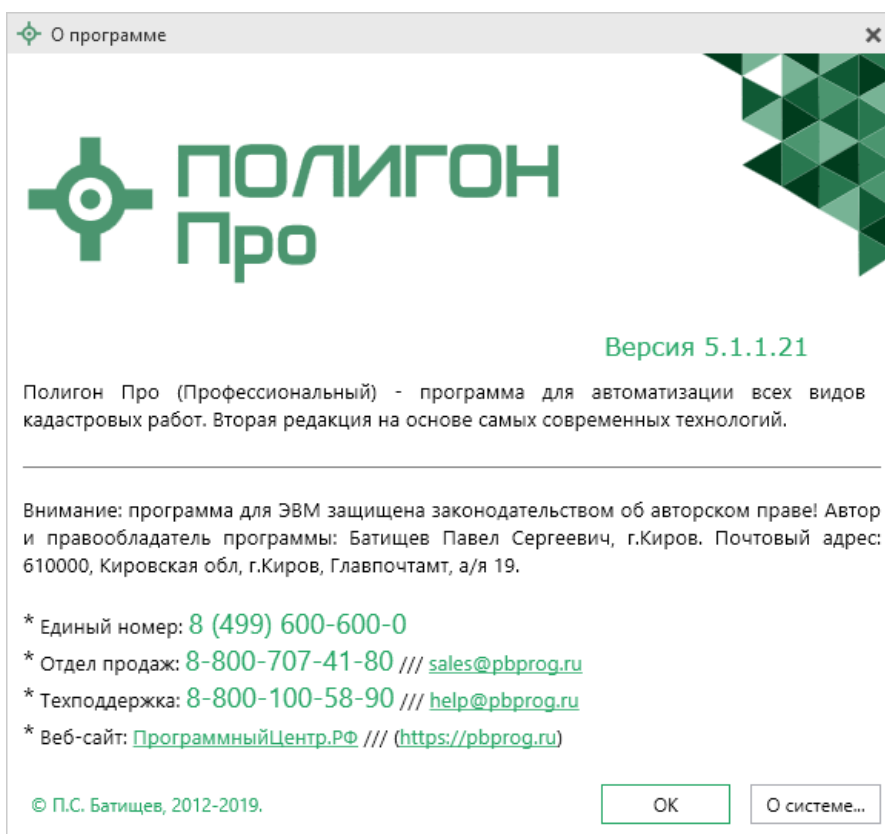 О программе
ПОЛИГОН
Про
Версия 5.1.1.21
Полигон Про (Профессиональный) - программа для автоматизации всех видов
кадастровых работ. Вторая редакция на основе самых современных технологий.
Внимание: программа для ЭВМ защищена законодательством об авторском праве! Автор
и правообладатель программы: Батищев Павел Сергеевич, г.Киров. Почтовый адрес:
610000, Кировская обл, г.Киров, Главпочтамт, а/я 19.
* Единый номер: 8 (499) 600-600-0
* Отдел продаж: 8-800-707-41-80 /// sales@pbprog.ru
* Техподдержка: 8-800-100-58-90 /// help@pbprog.ru
* Веб-сайт: ПрограммныйЦентр.РФ /// (https://pbprog.ru)
© П.С. Батищев, 2012-2019.
ОК
О системе...